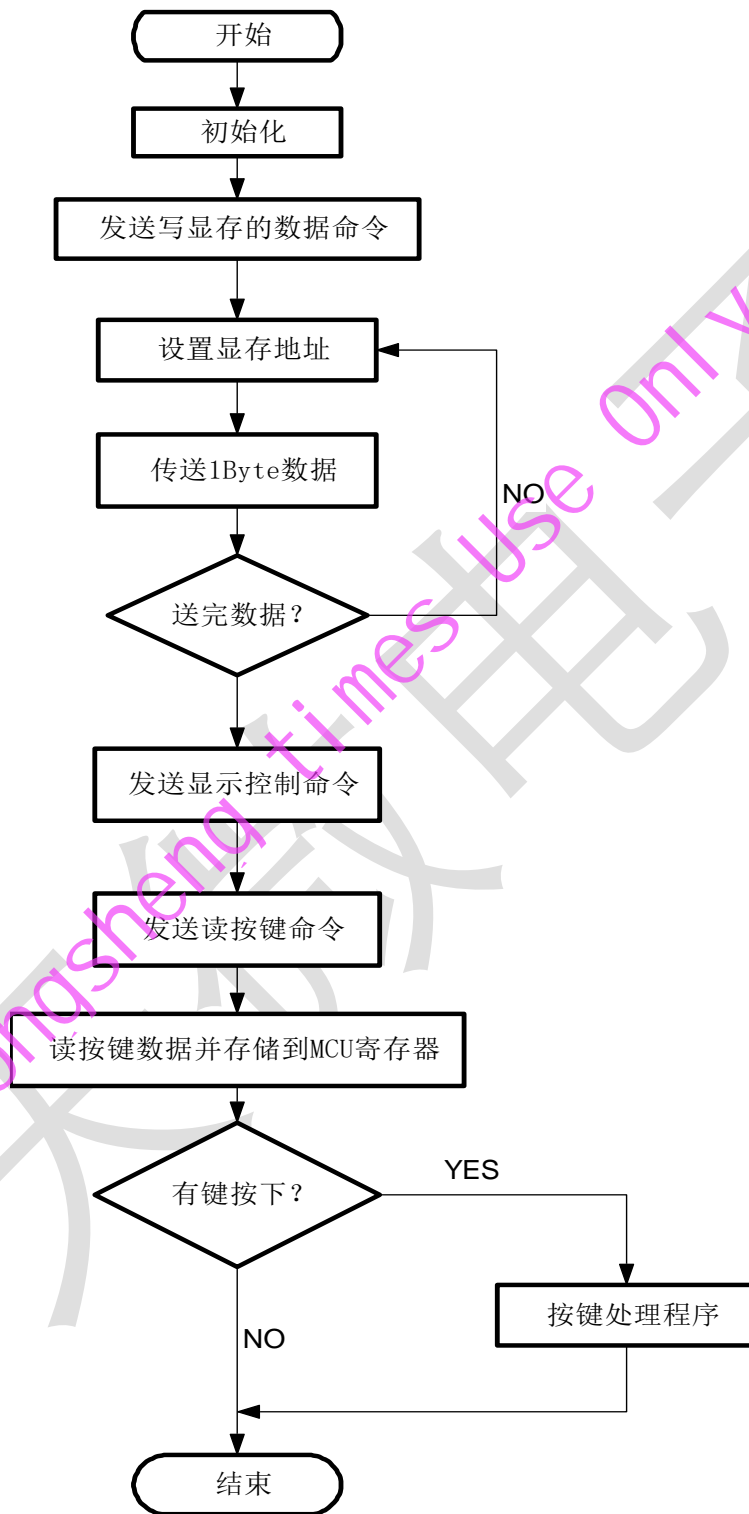 开始
初始化
发送写显存的数据命令
设置显存地址
传送1Byte数据
NO
送完数据?
发送显示控制命令
发送读按键命令
读按键数据并存储到MCU寄存器
有键按下?
YES
按键处理程序
NO
结束
times Use Only